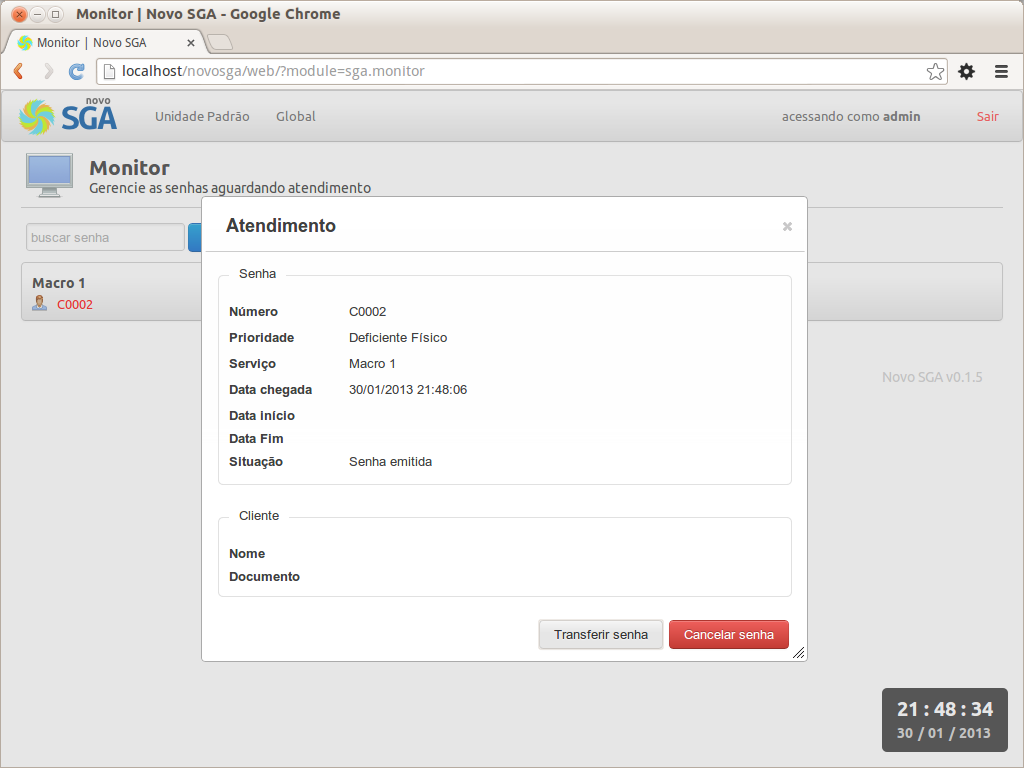 Monitor | Novo SGA - Google Chrome
Monitor | Novo SGA
localhost/novosga/web/?module=sga.monitor
novo
SGA
Unidade Padrão
Global
acessando como admin
Sair
Monitor
Gerencie as senhas aguardando atendimento
buscar senha
Macro 1
C0002
Atendimento
Senha
Número C0002
Prioridade Deficiente Físico
Serviço Macro 1
Data chegada 30/01/2013 21:48:06
Data início
Data Fim
Situação Senha emitida
Cliente
Nome
Documento
Transferir senha
Cancelar senha
Novo SGA v0.1.5
21 : 48 : 34
30 / 01 / 2013